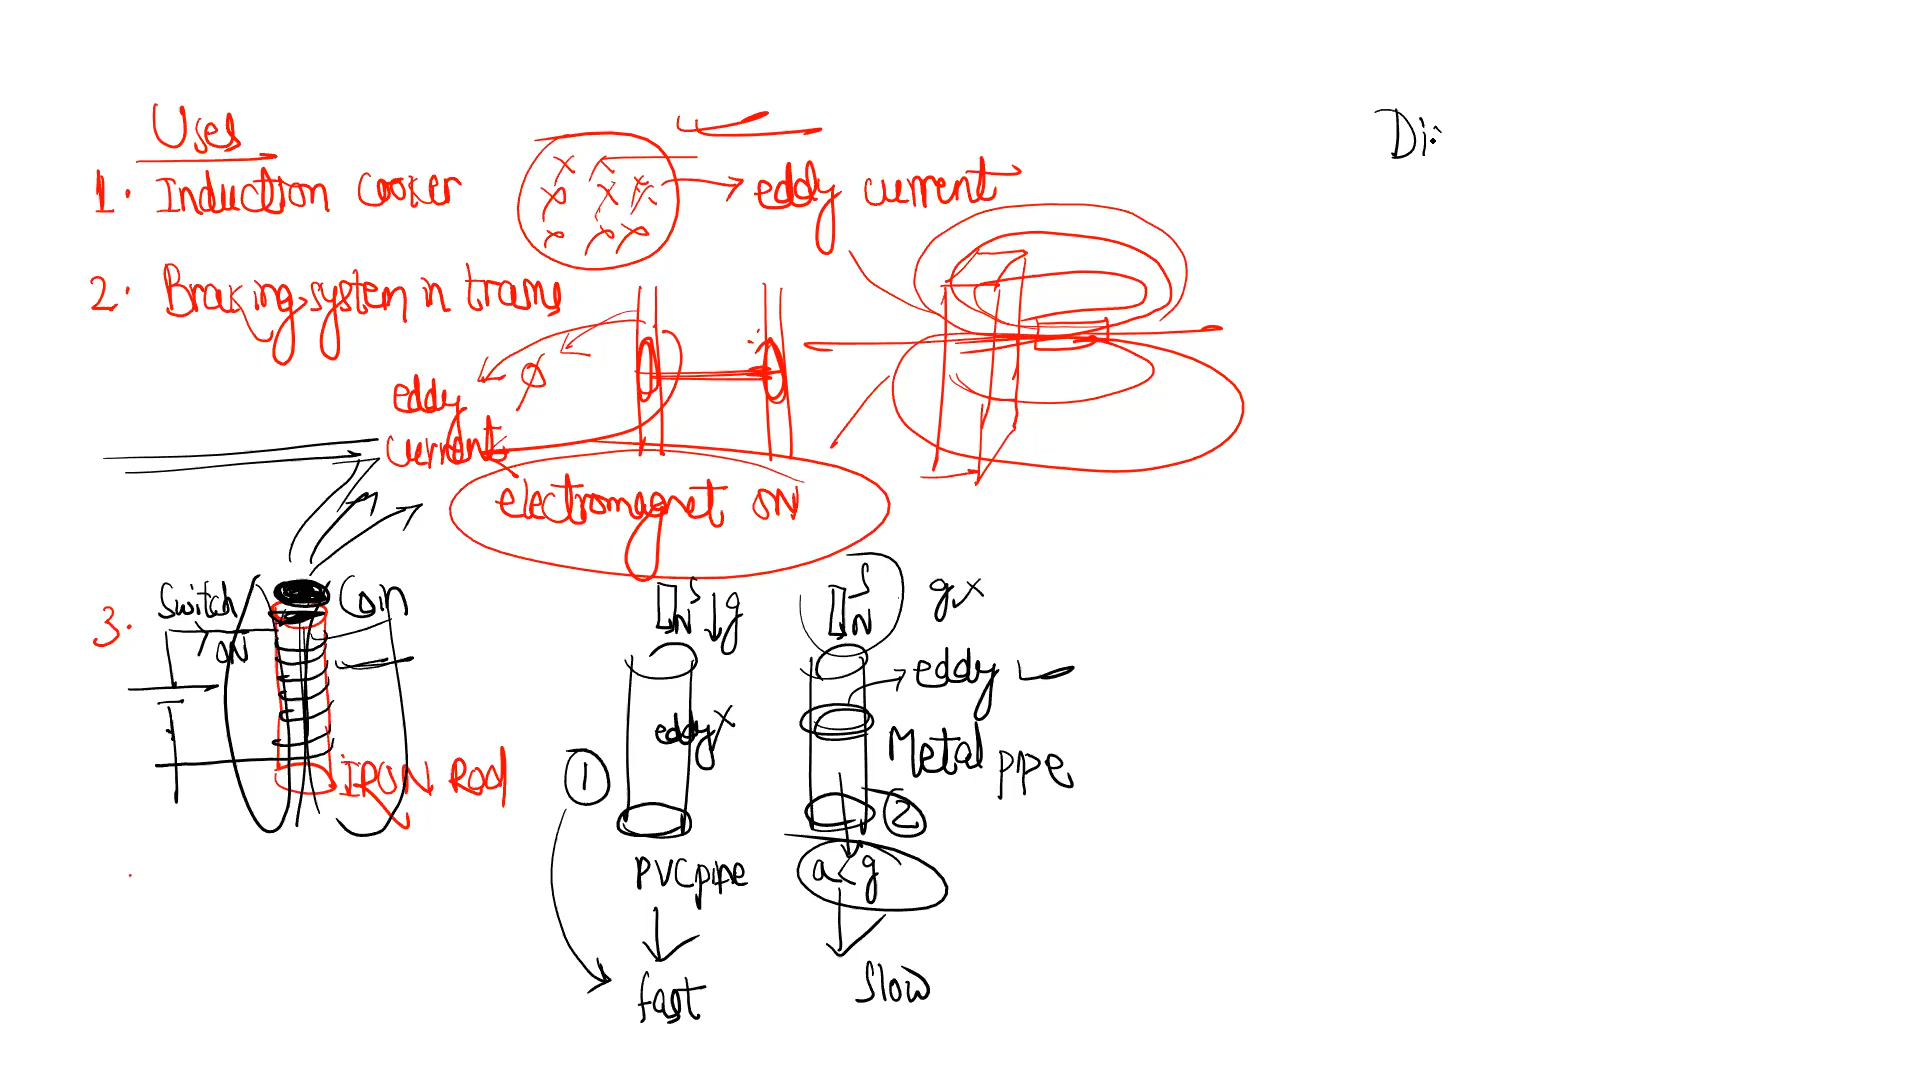 Uses
1. Induction cooker
x x x x x x x x x
eddy current
2. Braking system in trans
ϕ
eddy
current
electromagnet ON
3.
Switch
ON
Coin
IRON Rod
S
N
g
eddy x
1
PVC pipe
fast
S
N
g x
eddy
Metal pipe
2
a < g
Slow
Di